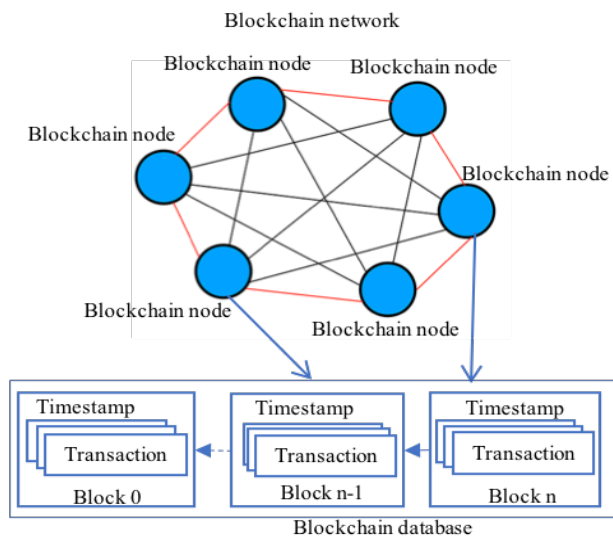 Blockchain network
Blockchain node
Blockchain node
Blockchain node
Blockchain node
Blockchain node
Blockchain node
Timestamp
Transaction
Block 0
Timestamp
Transaction
Block n-1
Timestamp
Transaction
Block n
Blockchain database